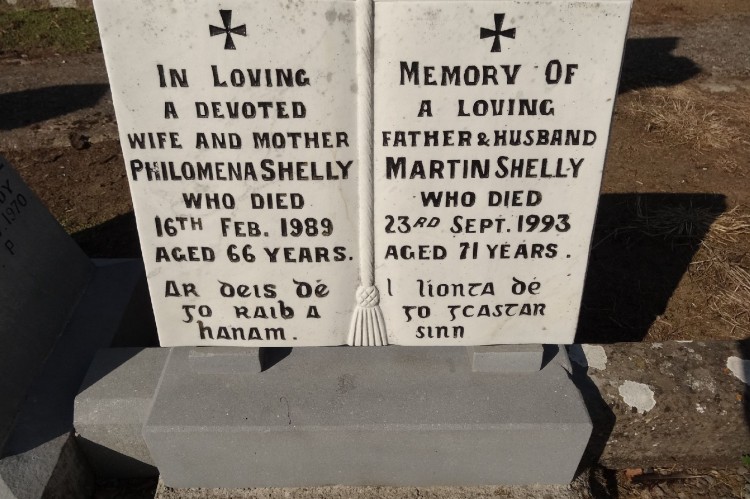 IN LOVING
A DEVOTED
WIFE AND MOTHER
PHILOMENA SHELLY
WHO DIED
16TH FEB. 1989
AGED 66 YEARS.
AR DEIS DÉ
GO RAIB A
HANAM.
MEMORY OF
A LOVING
FATHER & HUSBAND
MARTIN SHELLY
WHO DIED
23RD SEPT. 1993
AGED 71 YEARS.
I LÍONTA DÉ
GO GCASTAR
SINN
1970
P